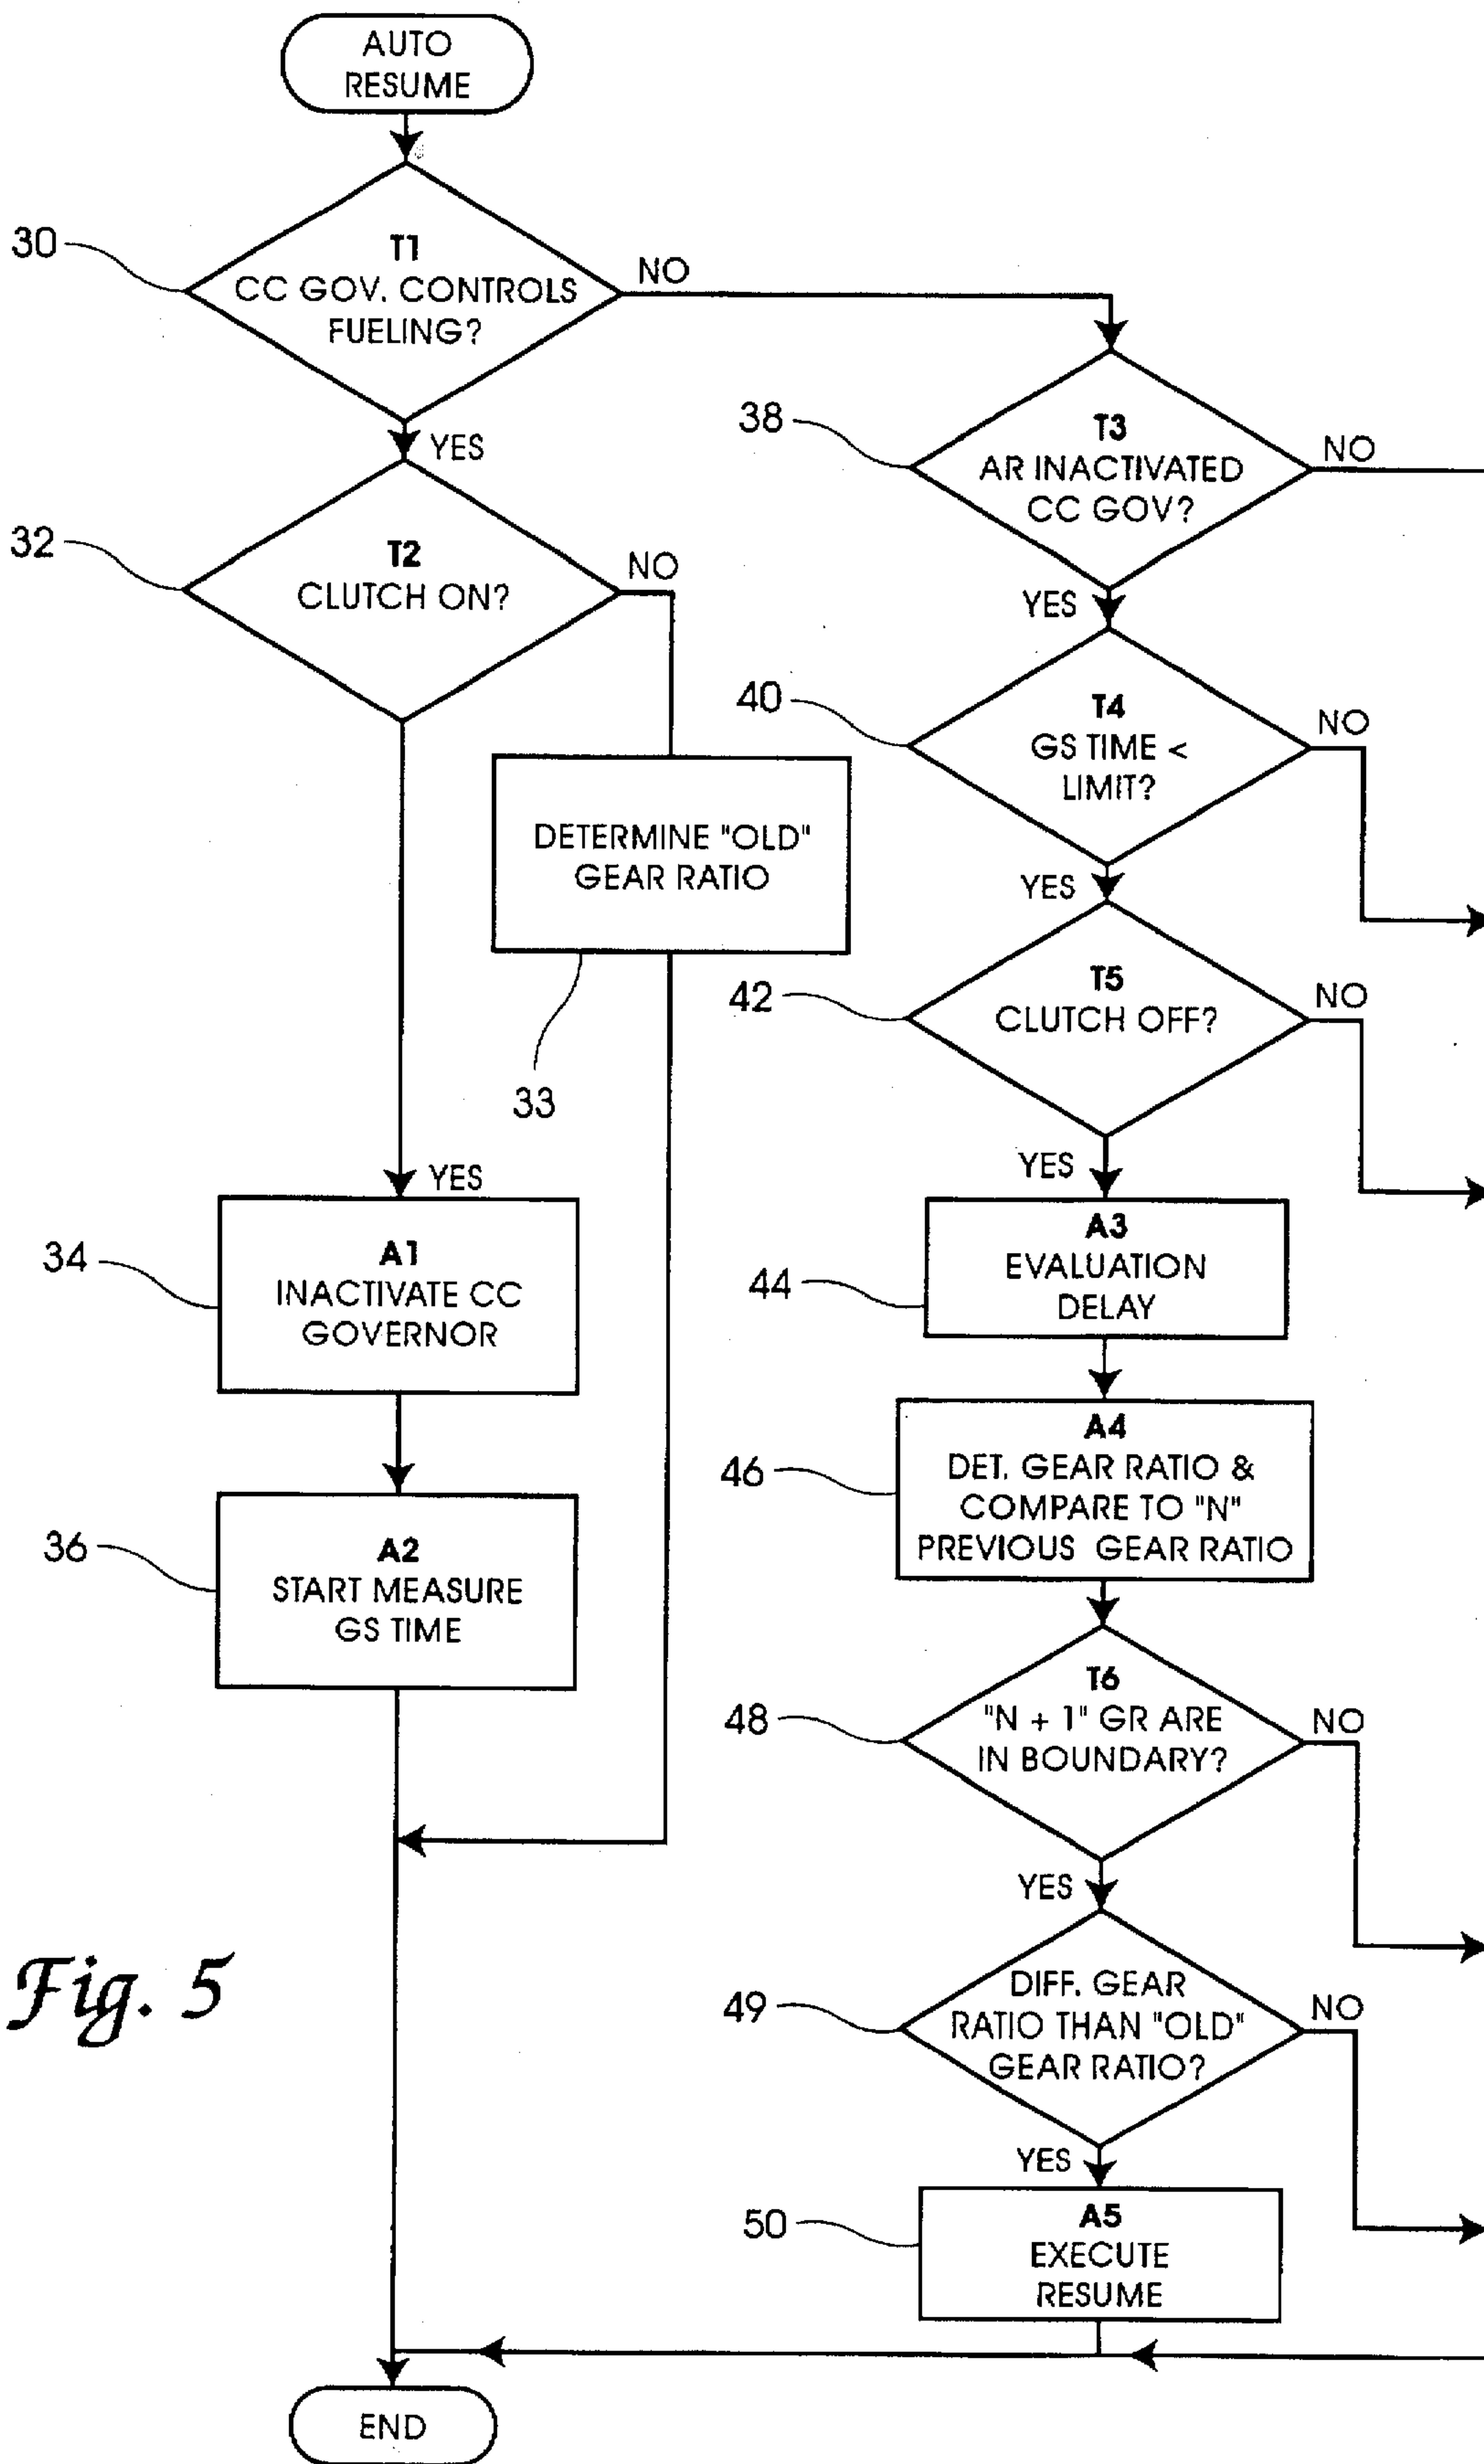 AUTO
RESUME
30
T1
CC GOV. CONTROLS
FUELING?
NO
YES
32
T2
CLUTCH ON?
NO
DETERMINE "OLD"
GEAR RATIO
33
YES
34
A1
INACTIVATE CC
GOVERNOR
36
A2
START MEASURE
GS TIME
38
T3
AR INACTIVATED
CC GOV?
NO
YES
40
T4
GS TIME <
LIMIT?
NO
YES
42
T5
CLUTCH OFF?
NO
YES
44
A3
EVALUATION
DELAY
46
A4
DET. GEAR RATIO &
COMPARE TO "N"
PREVIOUS GEAR RATIO
48
T6
"N + 1" GR ARE
IN BOUNDARY?
NO
YES
49
DIFF. GEAR
RATIO THAN "OLD"
GEAR RATIO?
NO
YES
50
A5
EXECUTE
RESUME
END
Fig. 5